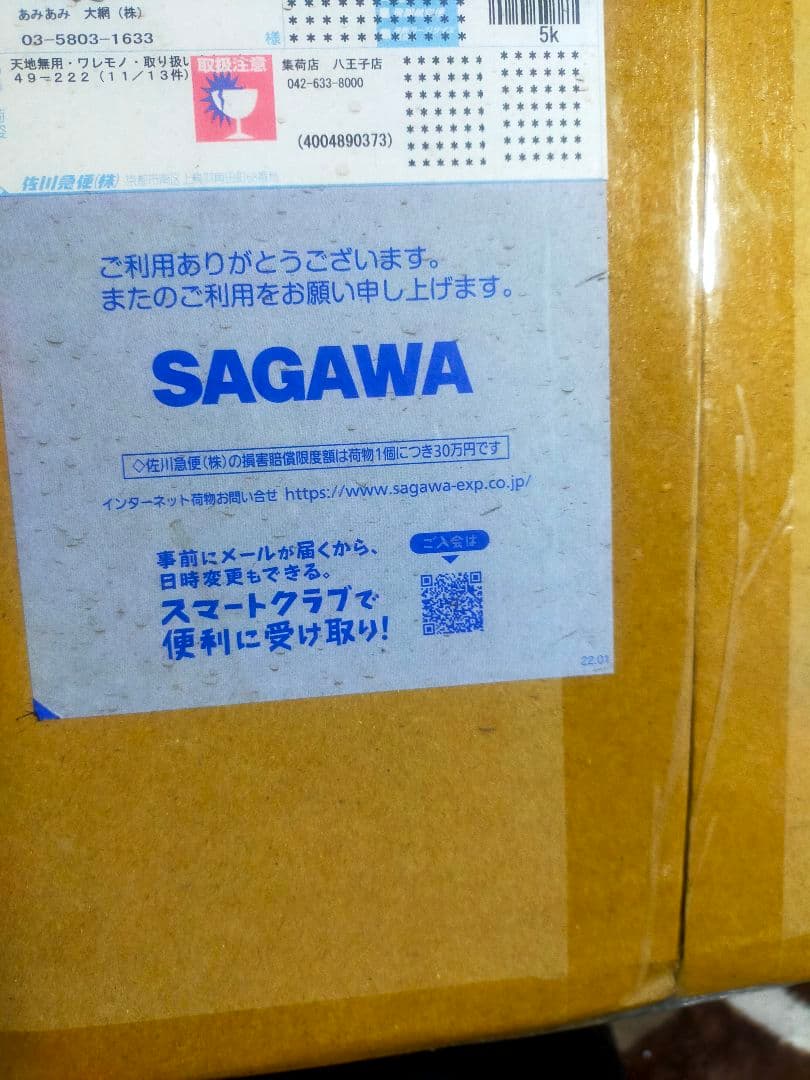 あみあみ 大網(株)
03-5803-1633
様
5k
天地無用・ワレモノ・取り扱い
49-222(11/13件)
取扱注意
集荷店 八王子店
042-633-8000
(4004890373)
佐川急便(株)
ご利用ありがとうございます。
またのご利用をお願い申し上げます。
SAGAWA
◇佐川急便(株)の損害賠償限度額は荷物1個につき30万円です
インターネット荷物お問い合せ https://www.sagawa-exp.co.jp/
事前にメールが届くから、
日時変更もできる。
スマートクラブで
便利に受け取り!
ご入会は
22.01